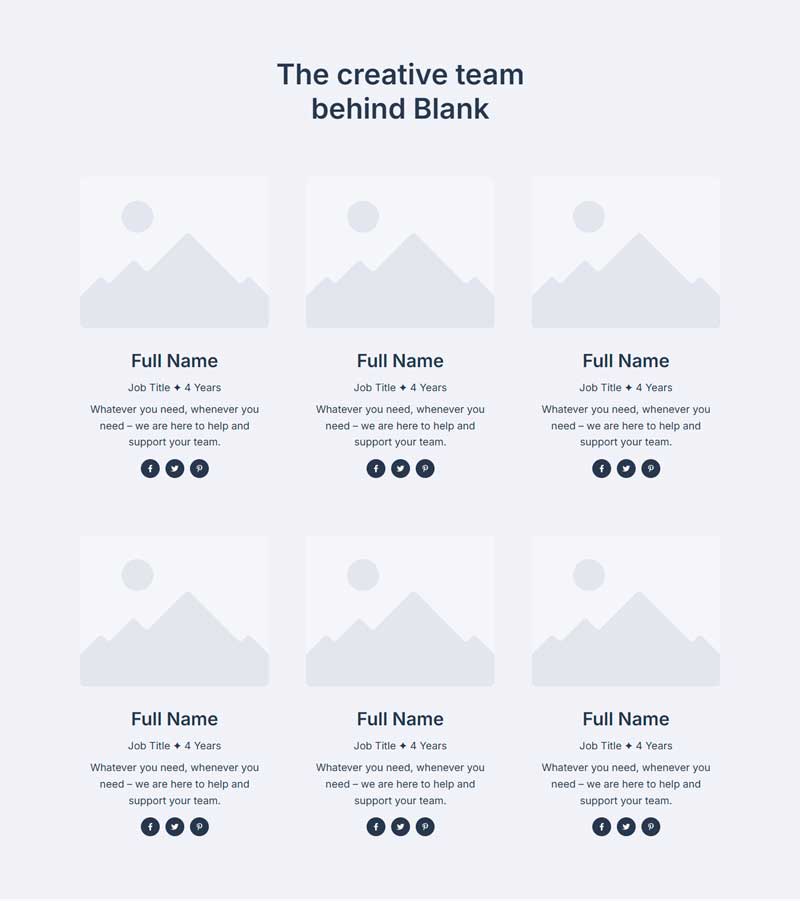 The creative team
behind Blank
Full Name
Job Title ✦ 4 Years
Whatever you need, whenever you
need – we are here to help and
support your team.
Full Name
Job Title ✦ 4 Years
Whatever you need, whenever you
need – we are here to help and
support your team.
Full Name
Job Title ✦ 4 Years
Whatever you need, whenever you
need – we are here to help and
support your team.
Full Name
Job Title ✦ 4 Years
Whatever you need, whenever you
need – we are here to help and
support your team.
Full Name
Job Title ✦ 4 Years
Whatever you need, whenever you
need – we are here to help and
support your team.
Full Name
Job Title ✦ 4 Years
Whatever you need, whenever you
need – we are here to help and
support your team.